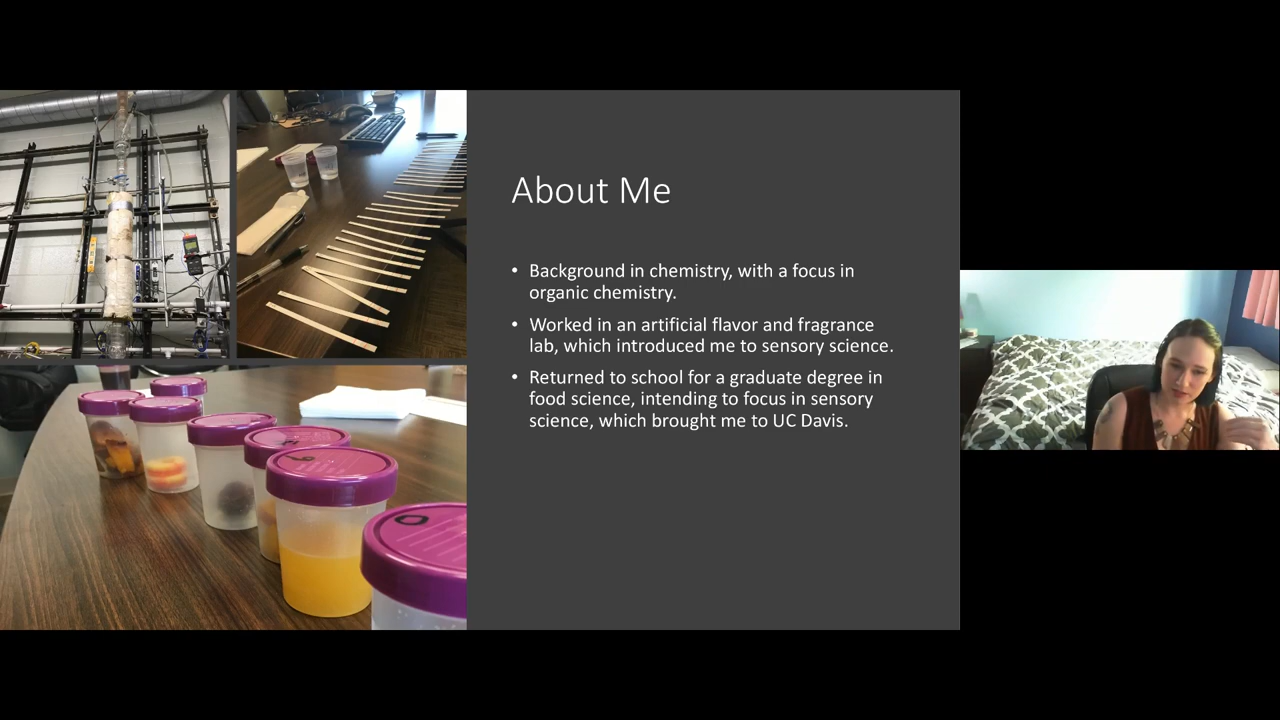 About Me
• Background in chemistry, with a focus in
organic chemistry.
• Worked in an artificial flavor and fragrance
lab, which introduced me to sensory science.
• Returned to school for a graduate degree in
food science, intending to focus in sensory
science, which brought me to UC Davis.